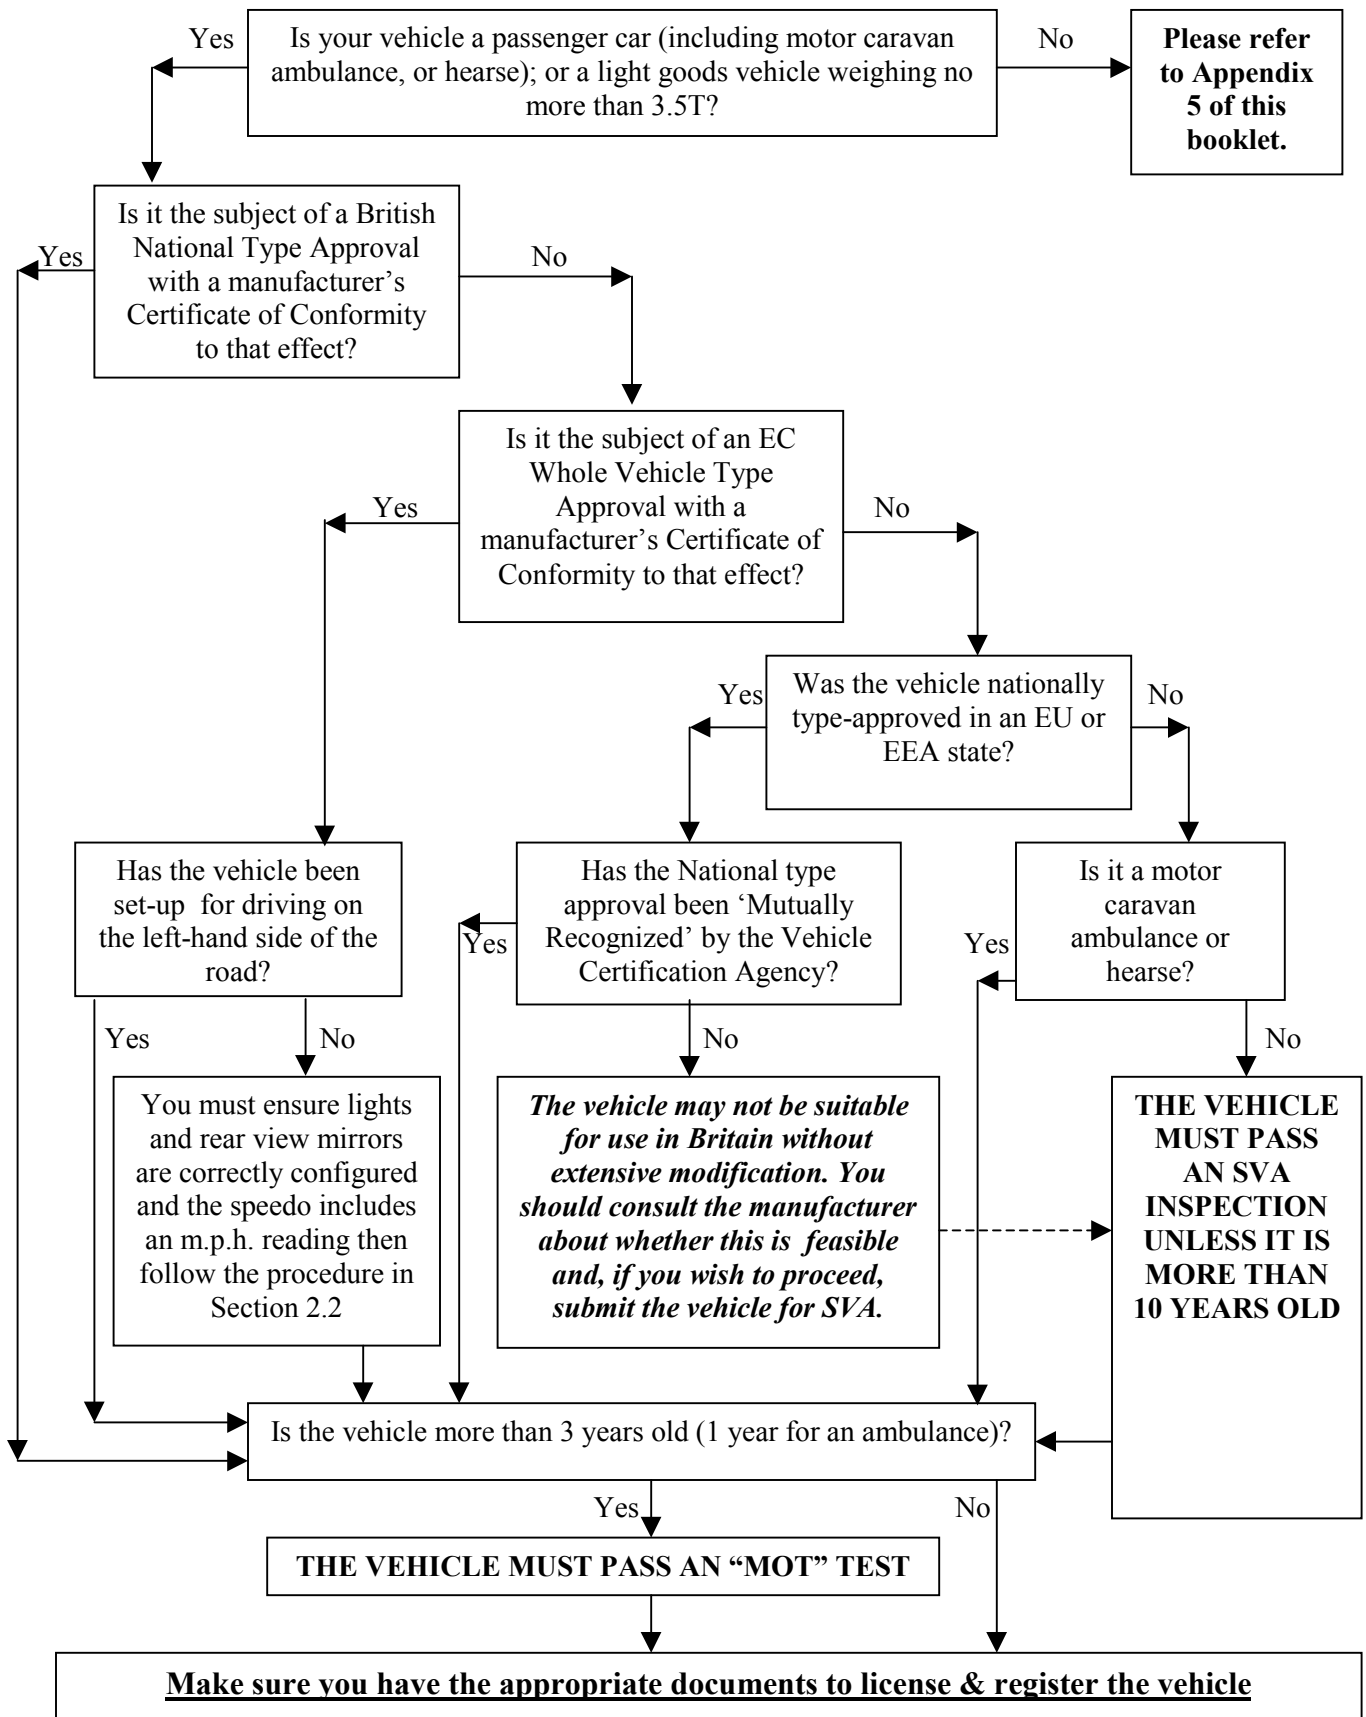 Yes
Is your vehicle a passenger car (including motor caravan
ambulance, or hearse); or a light goods vehicle weighing no
more than 3.5T?
No
Please refer
to Appendix
5 of this
booklet.
Yes
Is it the subject of a British
National Type Approval
with a manufacturer’s
Certificate of Conformity
to that effect?
No
Yes
Is it the subject of an EC
Whole Vehicle Type
Approval with a
manufacturer’s Certificate of
Conformity to that effect?
No
Yes
Was the vehicle nationally
type-approved in an EU or
EEA state?
No
Has the vehicle been
set-up for driving on
the left-hand side of the
road?
Yes
Has the National type
approval been ‘Mutually
Recognized’ by the Vehicle
Certification Agency?
Yes
Is it a motor
caravan
ambulance or
hearse?
Yes
No
No
No
You must ensure lights
and rear view mirrors
are correctly configured
and the speedo includes
an m.p.h. reading then
follow the procedure in
Section 2.2
The vehicle may not be suitable
for use in Britain without
extensive modification. You
should consult the manufacturer
about whether this is feasible
and, if you wish to proceed,
submit the vehicle for SVA.
THE VEHICLE
MUST PASS
AN SVA
INSPECTION
UNLESS IT IS
MORE THAN
10 YEARS OLD
Is the vehicle more than 3 years old (1 year for an ambulance)?
Yes
No
THE VEHICLE MUST PASS AN “MOT” TEST
Make sure you have the appropriate documents to license & register the vehicle